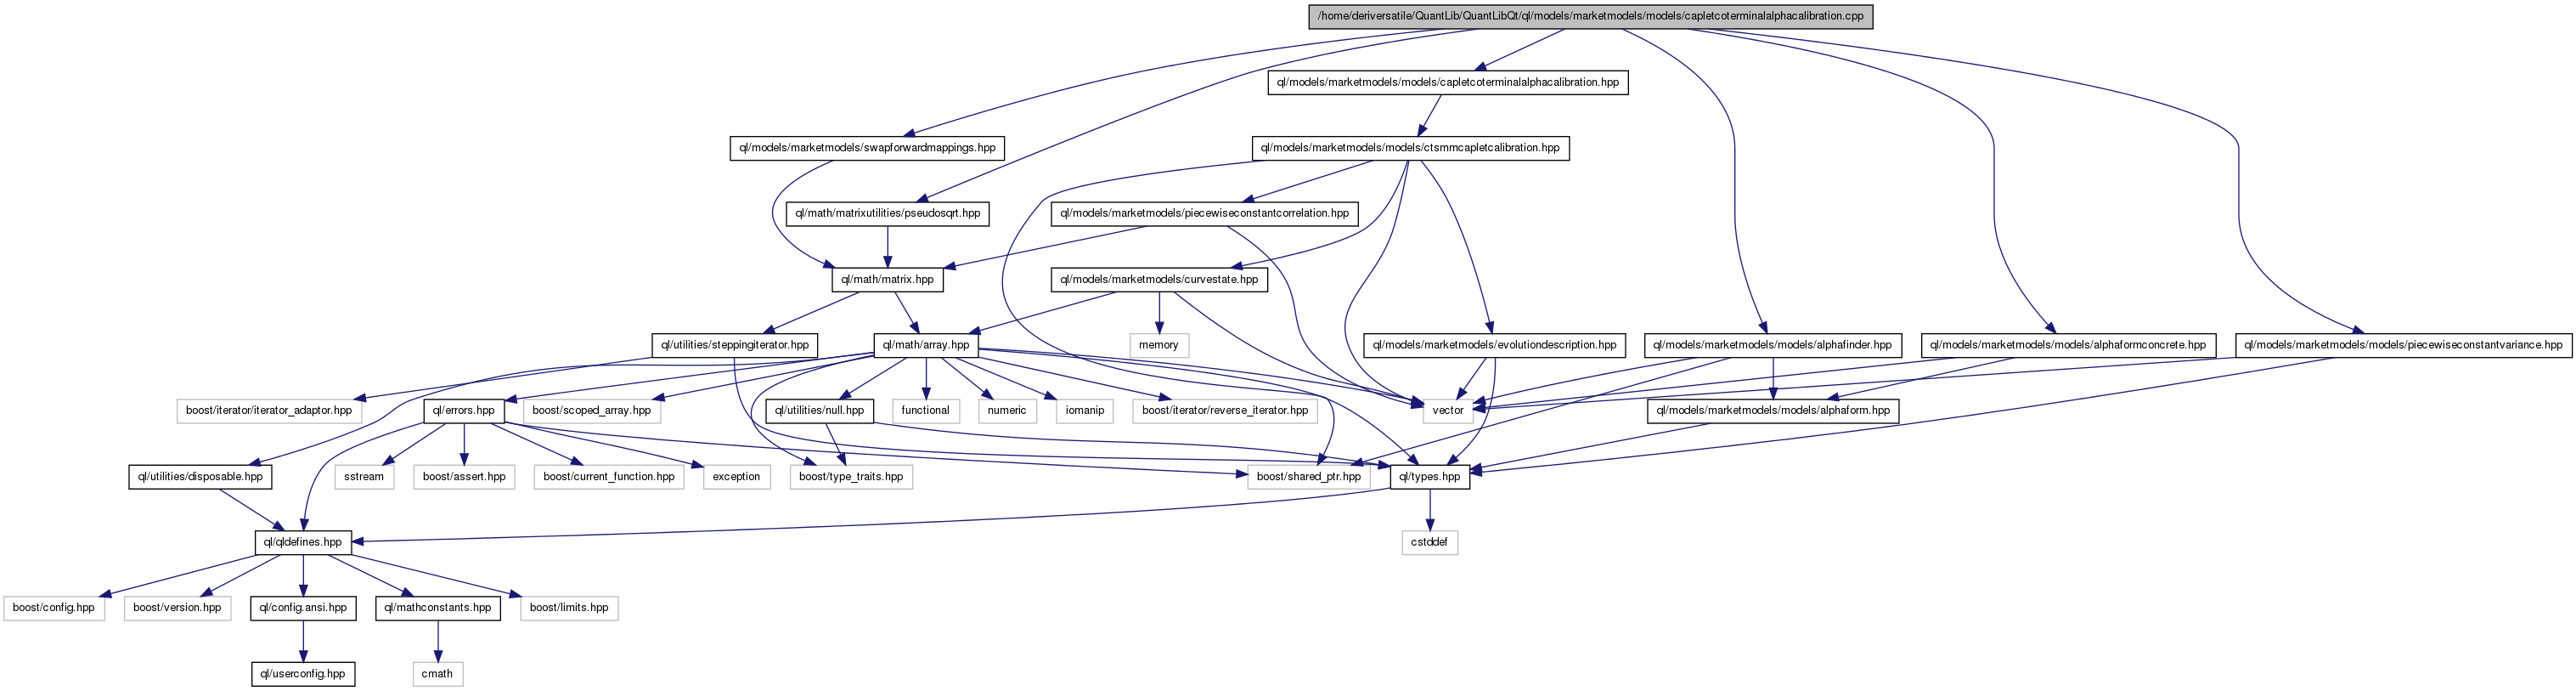 /home/deriversatile/QuantLib/QuantLibQt/ql/models/marketmodels/models/capletcoterminalalphacalibration.cpp
ql/models/marketmodels/models/capletcoterminalalphacalibration.hpp
ql/models/marketmodels/swapforwardmappings.hpp
ql/models/marketmodels/models/ctsmmcapletcalibration.hpp
ql/math/matrixutilities/pseudosqrt.hpp
ql/models/marketmodels/piecewiseconstantcorrelation.hpp
ql/math/matrix.hpp
ql/models/marketmodels/curvestate.hpp
ql/utilities/steppingiterator.hpp
ql/math/array.hpp
memory
ql/models/marketmodels/evolutiondescription.hpp
ql/models/marketmodels/models/alphafinder.hpp
ql/models/marketmodels/models/alphaformconcrete.hpp
ql/models/marketmodels/models/piecewiseconstantvariance.hpp
boost/iterator/iterator_adaptor.hpp
ql/errors.hpp
boost/scoped_array.hpp
ql/utilities/null.hpp
functional
numeric
iomanip
boost/iterator/reverse_iterator.hpp
vector
ql/models/marketmodels/models/alphaform.hpp
ql/utilities/disposable.hpp
sstream
boost/assert.hpp
boost/current_function.hpp
exception
boost/type_traits.hpp
boost/shared_ptr.hpp
ql/types.hpp
ql/qldefines.hpp
cstddef
boost/config.hpp
boost/version.hpp
ql/config.ansi.hpp
ql/mathconstants.hpp
boost/limits.hpp
ql/userconfig.hpp
cmath